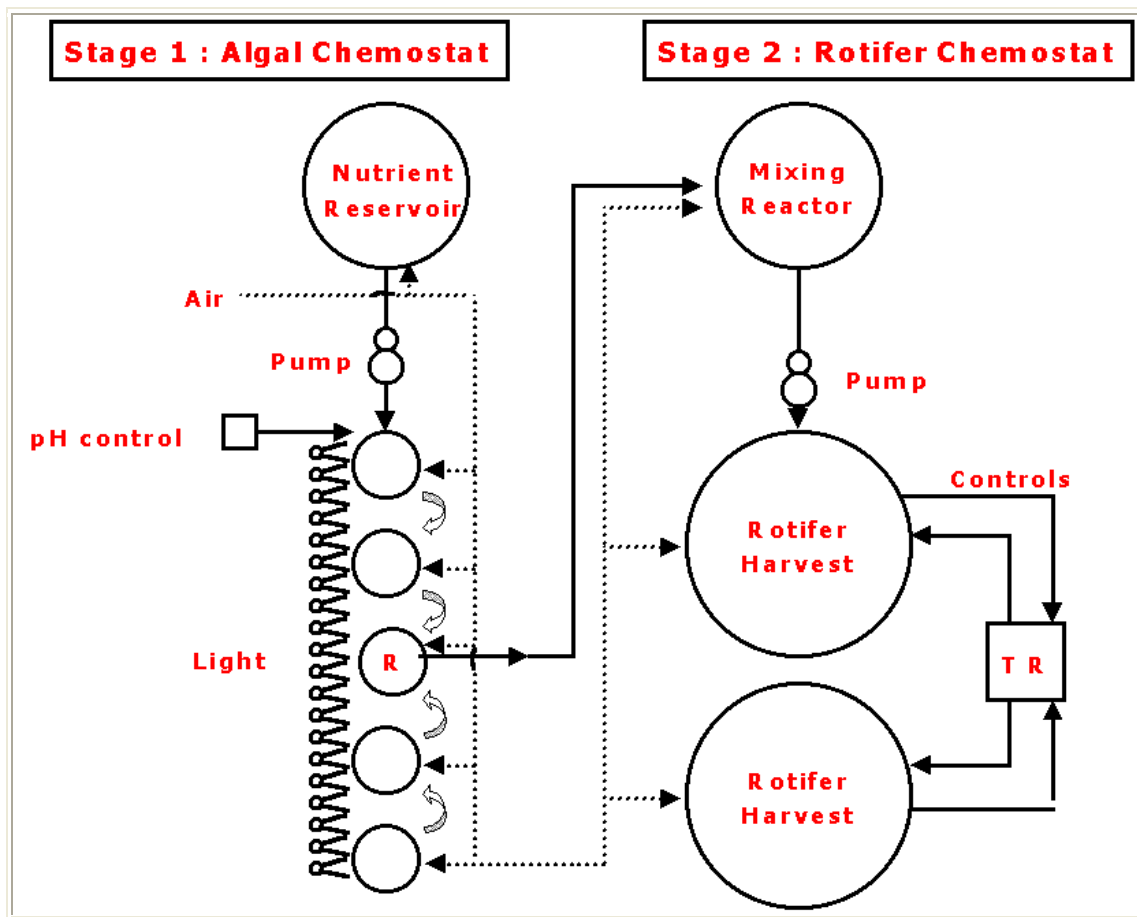 Stage 1 : Algal Chemostat
Stage 2 : Rotifer Chemostat
Nutrient
Reservoir
Mixing
Reactor
Air
Pump
Pump
pH control
Controls
Rotifer
Harvest
Light
R
T R
Rotifer
Harvest